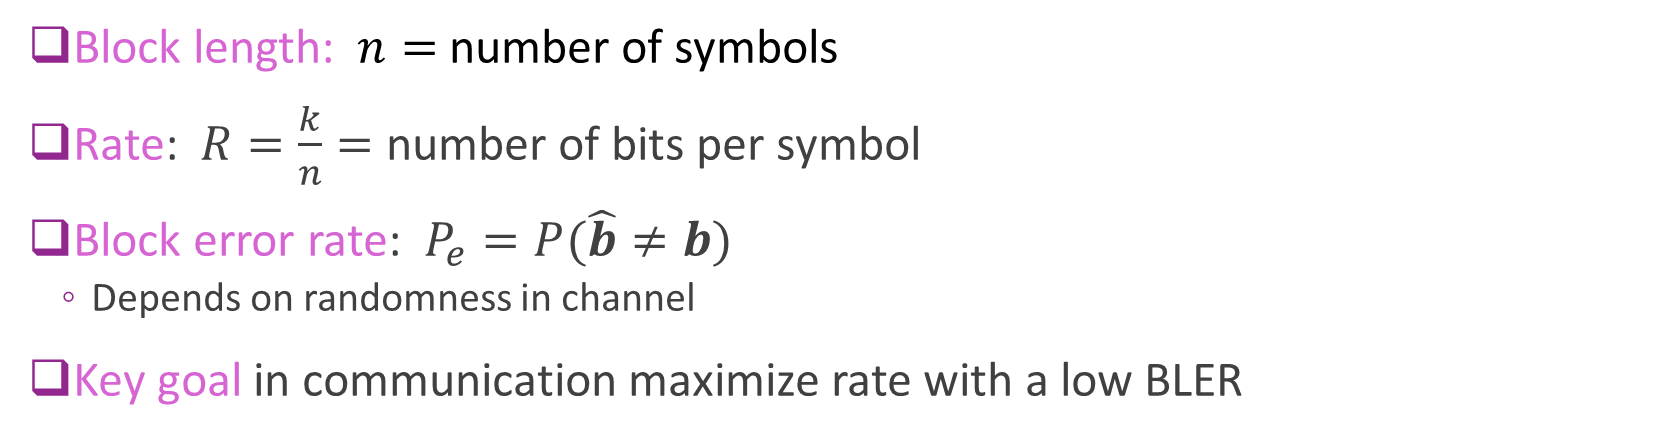 ❑Block length: 𝑛 = number of symbols
❑Rate: 𝑅 = 𝑘/𝑛 = number of bits per symbol
❑Block error rate: 𝑃ₑ = 𝑃(𝒃̂ ≠ 𝒃)
◦ Depends on randomness in channel
❑Key goal in communication maximize rate with a low BLER